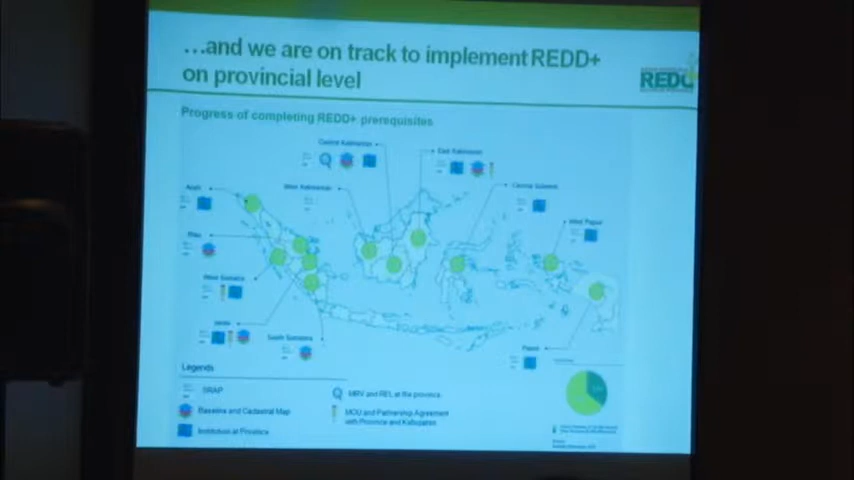 ...and we are on track to implement REDD+
on provincial level
REDD
Progress of completing REDD+ prerequisites
Central Kalimantan
East Kalimantan
West Kalimantan
Central Sulawesi
Aceh
West Papua
Riau
West Sumatra
Jambi
South Sumatera
Papua
Legends
SRAP
MRV and REL at the province
Baseline and Cadastral Map
MOU and Partnership Agreement
with Province and Kabupaten
Institution at Province